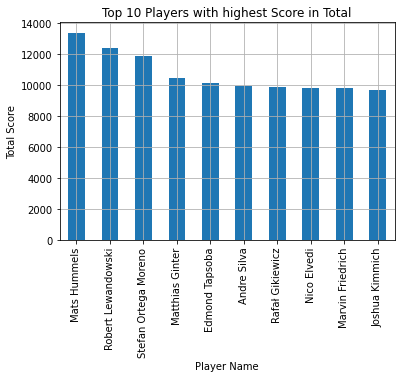 Top 10 Players with highest Score in Total
14000
12000
10000
8000
6000
4000
2000
0
Total Score
Mats Hummels
Robert Lewandowski
Stefan Ortega Moreno
Matthias Ginter
Edmond Tapsoba
Andre Silva
Rafał Gikiewicz
Nico Elvedi
Marvin Friedrich
Joshua Kimmich
Player Name